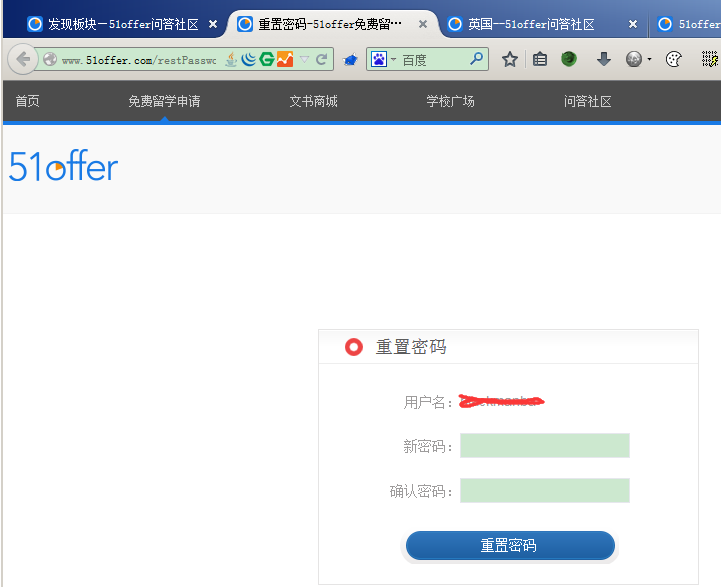 发现板块—51offer问答社区 重置密码-51offer免费留… 英国--51offer问答社区 51offer
www.51offer.com/restPasswo 百度
首页 免费留学申请 文书商城 学校广场 问答社区
51offer
重置密码
用户名：
新密码：
确认密码：
重置密码